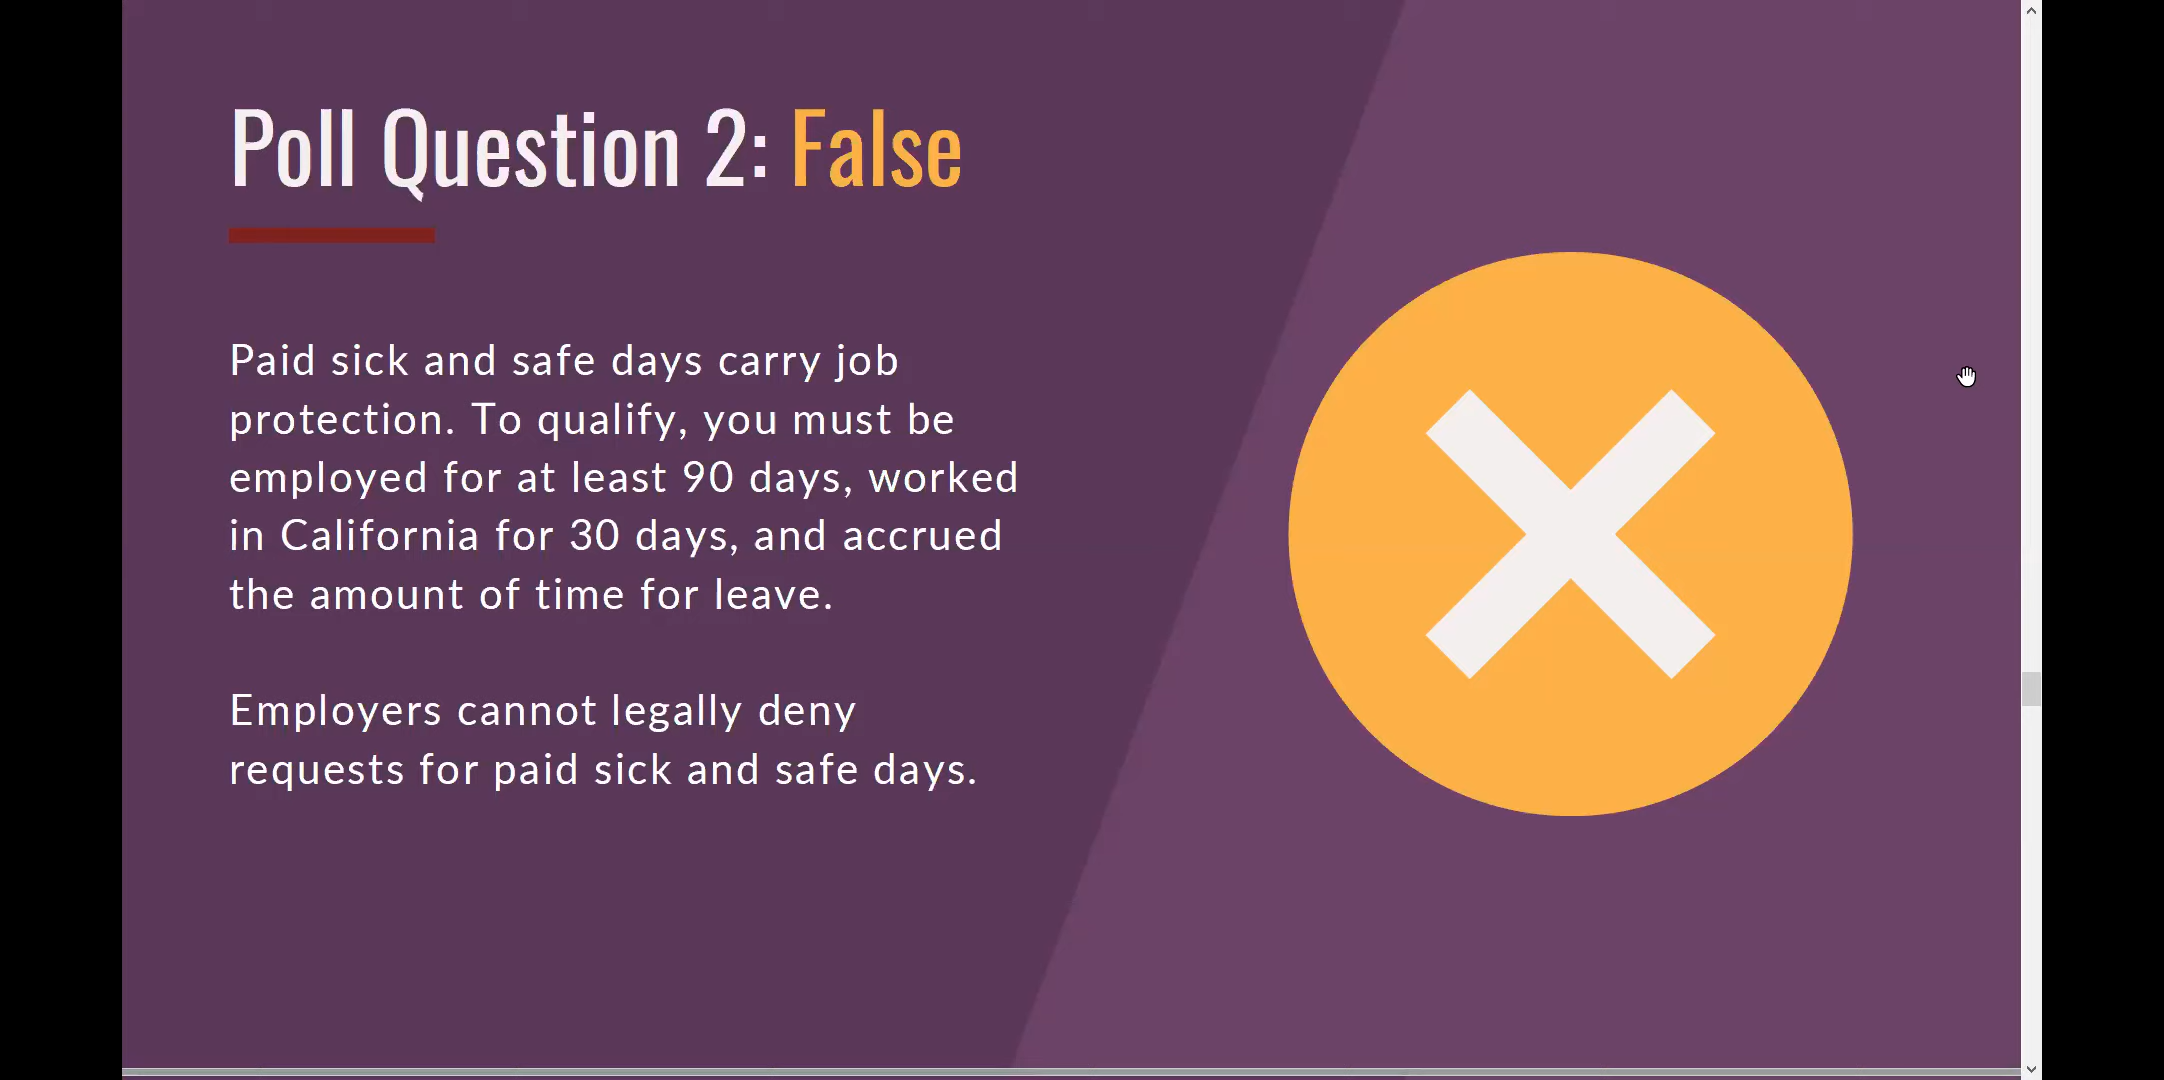 Poll Question 2: False
Paid sick and safe days carry job
protection. To qualify, you must be
employed for at least 90 days, worked
in California for 30 days, and accrued
the amount of time for leave.
Employers cannot legally deny
requests for paid sick and safe days.